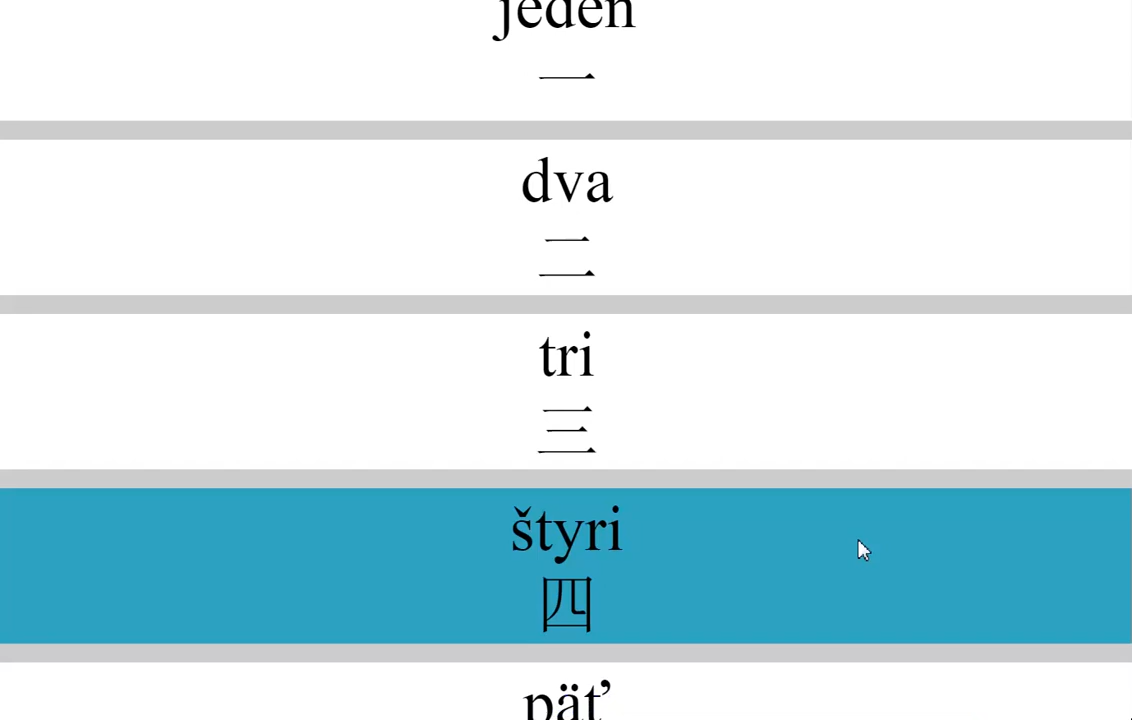 jeden
一
dva
二
tri
三
štyri
四
päť